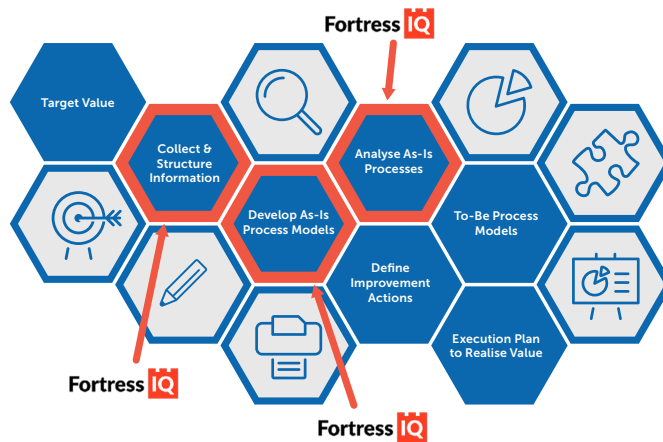 Fortress IQ
Target Value
Collect &
Structure
Information
Analyse As-Is
Processes
Develop As-Is
Process Models
To-Be Process
Models
Define
Improvement
Actions
Execution Plan
to Realise Value
Fortress IQ
Fortress IQ